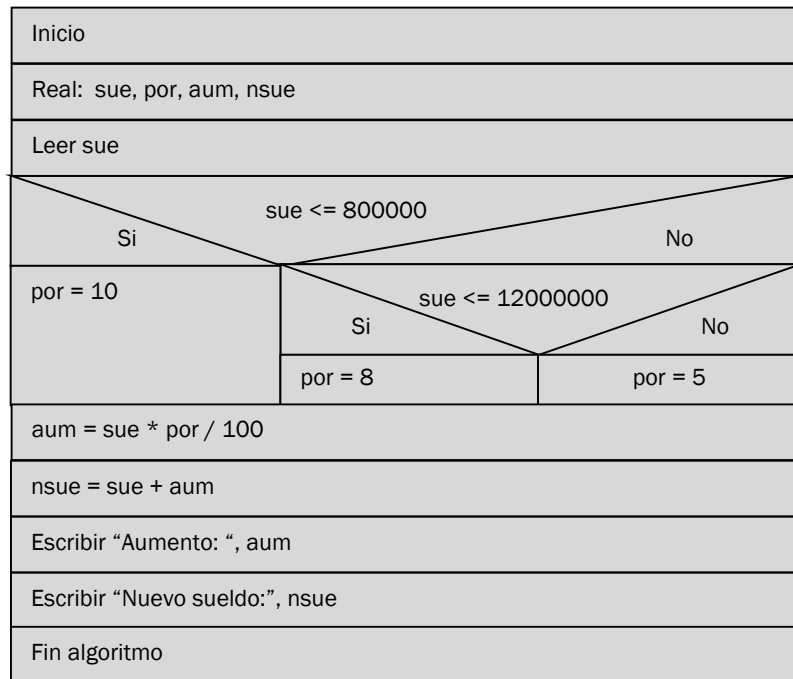 Inicio
Real:  sue, por, aum, nsue
Leer sue
sue <= 800000
Si
No
por = 10
sue <= 12000000
Si
No
por = 8
por = 5
aum = sue * por / 100
nsue = sue + aum
Escribir “Aumento: “, aum
Escribir “Nuevo sueldo:”, nsue
Fin algoritmo